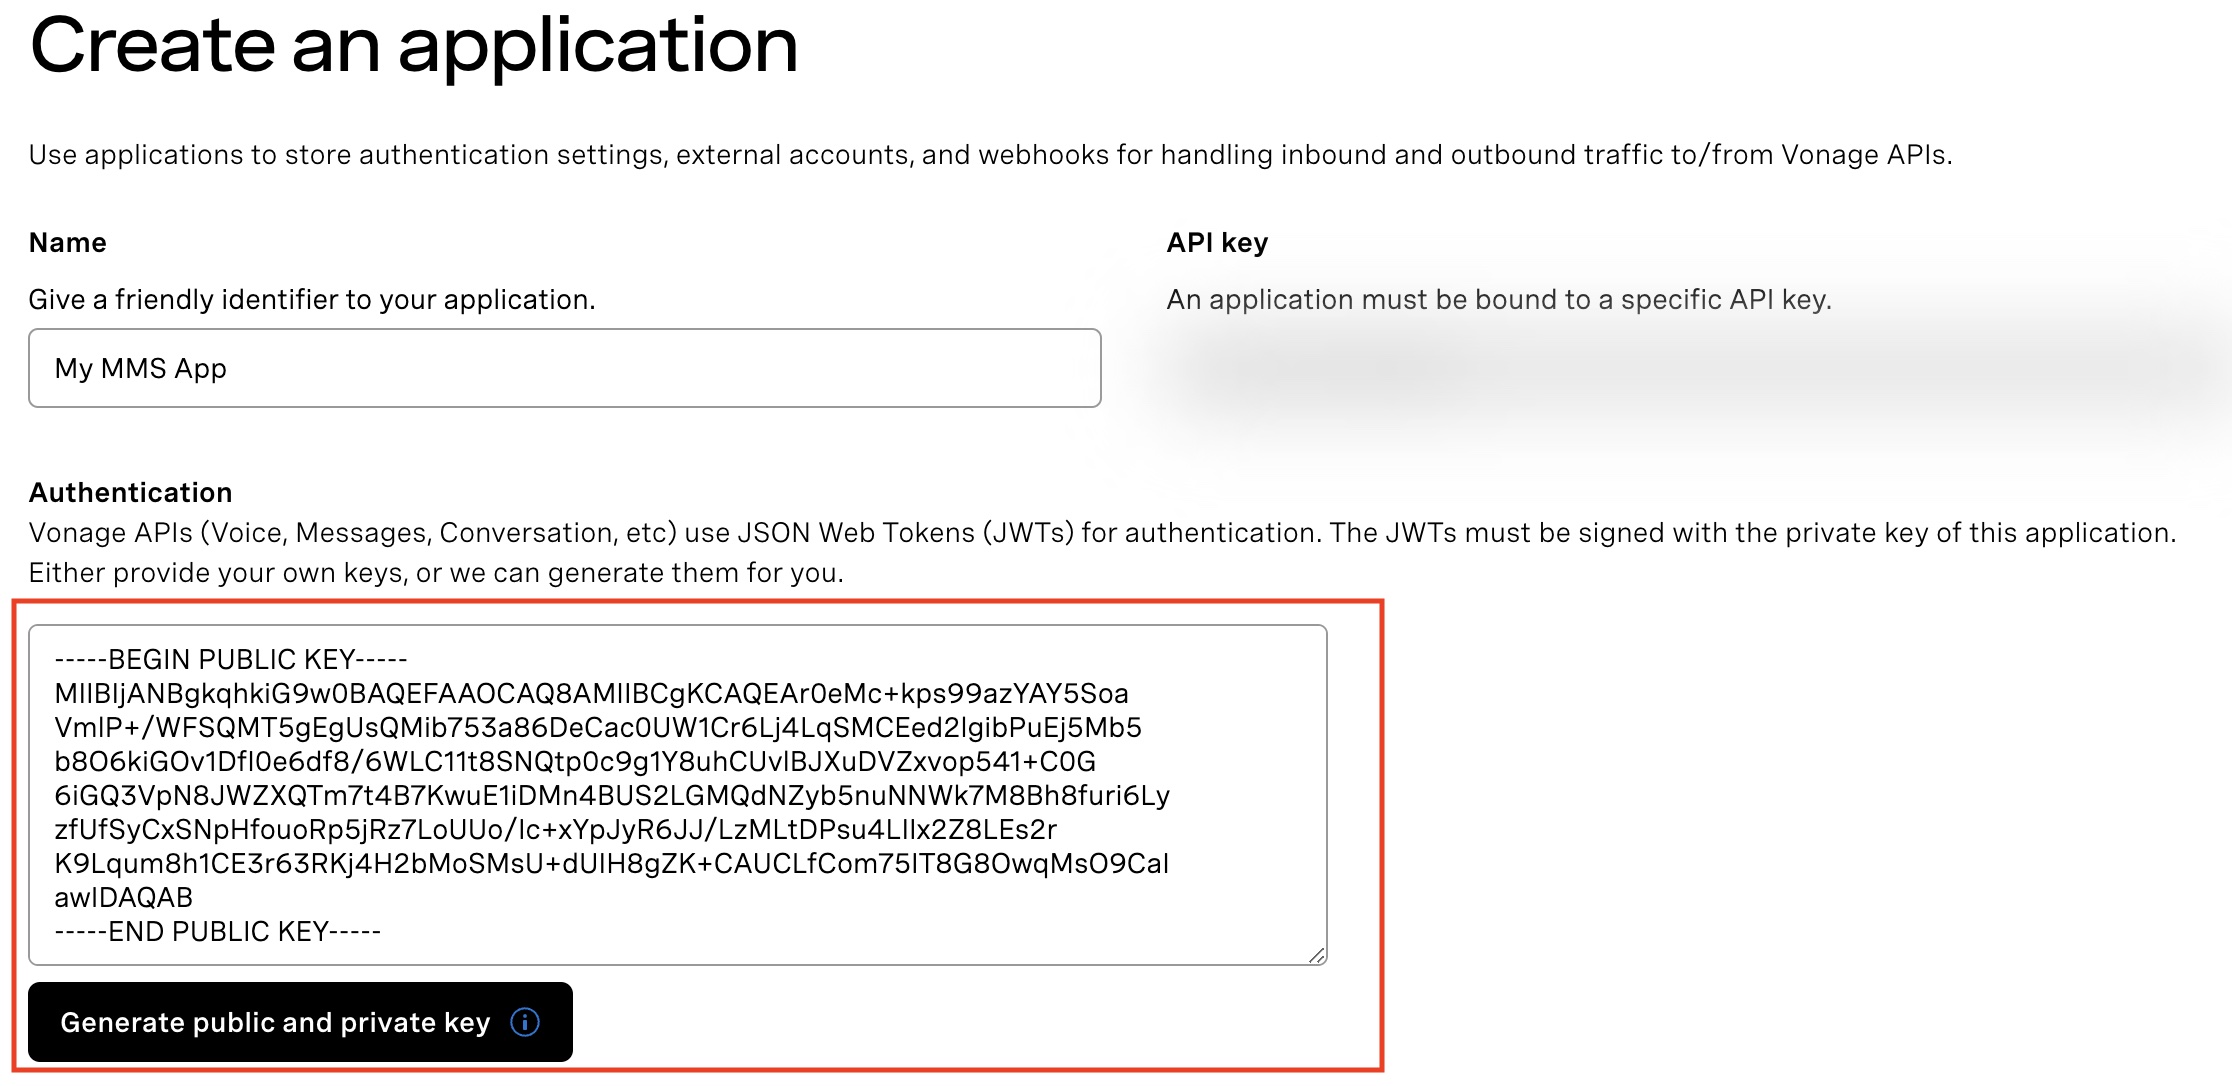 Create an application
Use applications to store authentication settings, external accounts, and webhooks for handling inbound and outbound traffic to/from Vonage APIs.
Name
API key
Give a friendly identifier to your application.
An application must be bound to a specific API key.
My MMS App
Authentication
Vonage APIs (Voice, Messages, Conversation, etc) use JSON Web Tokens (JWTs) for authentication. The JWTs must be signed with the private key of this application.
Either provide your own keys, or we can generate them for you.
-----BEGIN PUBLIC KEY-----
MIIBIjANBgkqhkiG9w0BAQEFAAOCAQ8AMIIBCgKCAQEAr0eMc+kps99azYAY5Soa
VmlP+/WFSQMT5gEgUsQMib753a86DeCac0UW1Cr6Lj4LqSMCEed2IgibPuEj5Mb5
b8O6kiGOv1DfI0e6df8/6WLC11t8SNQtp0c9g1Y8uhCUvlBJXuDVZxvop541+C0G
6iGQ3VpN8JWZXQTm7t4B7KwuE1iDMn4BUS2LGMQdNZyb5nuNNWk7M8Bh8furi6Ly
zfUfSyCxSNpHfouoRp5jRz7LoUUo/Ic+xYpJyR6JJ/LzMLtDPsu4LIIx2Z8LEs2r
K9Lqum8h1CE3r63RKj4H2bMoSMsU+dUIH8gZK+CAUCLfCom75IT8G8OwqMsO9CaI
awIDAQAB
-----END PUBLIC KEY-----
Generate public and private key